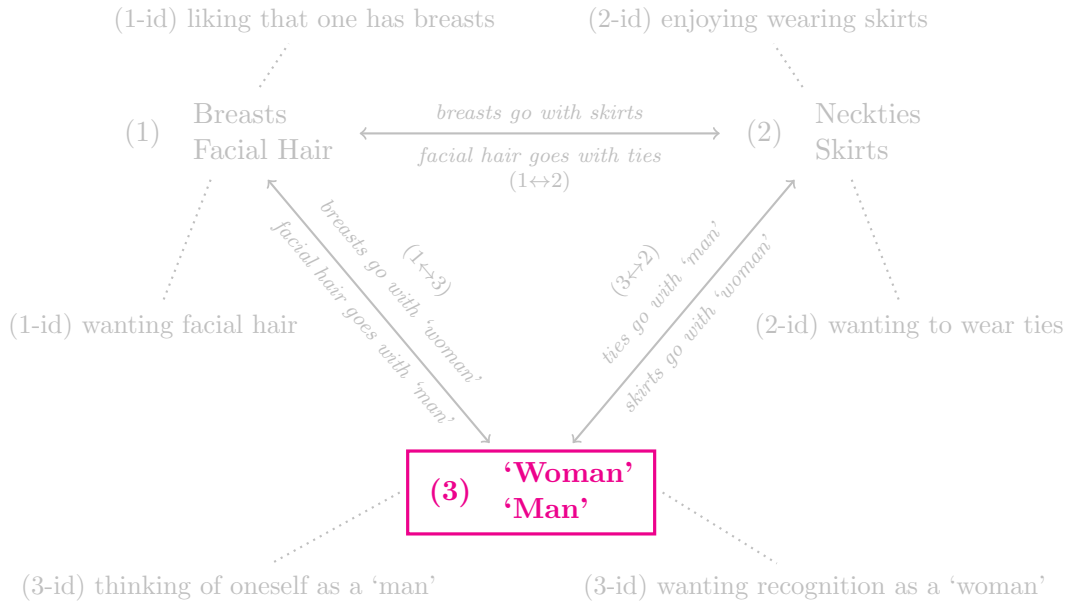 (1-id) liking that one has breasts
(2-id) enjoying wearing skirts
(1) Breasts
Facial Hair
breasts go with skirts
facial hair goes with ties
(1↔2)
(2) Neckties
Skirts
breasts go with ‘woman’
facial hair goes with ‘man’
(1↔3)
(3↔2)
ties go with ‘man’
skirts go with ‘woman’
(1-id) wanting facial hair
(2-id) wanting to wear ties
(3) ‘Woman’
‘Man’
(3-id) thinking of oneself as a ‘man’
(3-id) wanting recognition as a ‘woman’